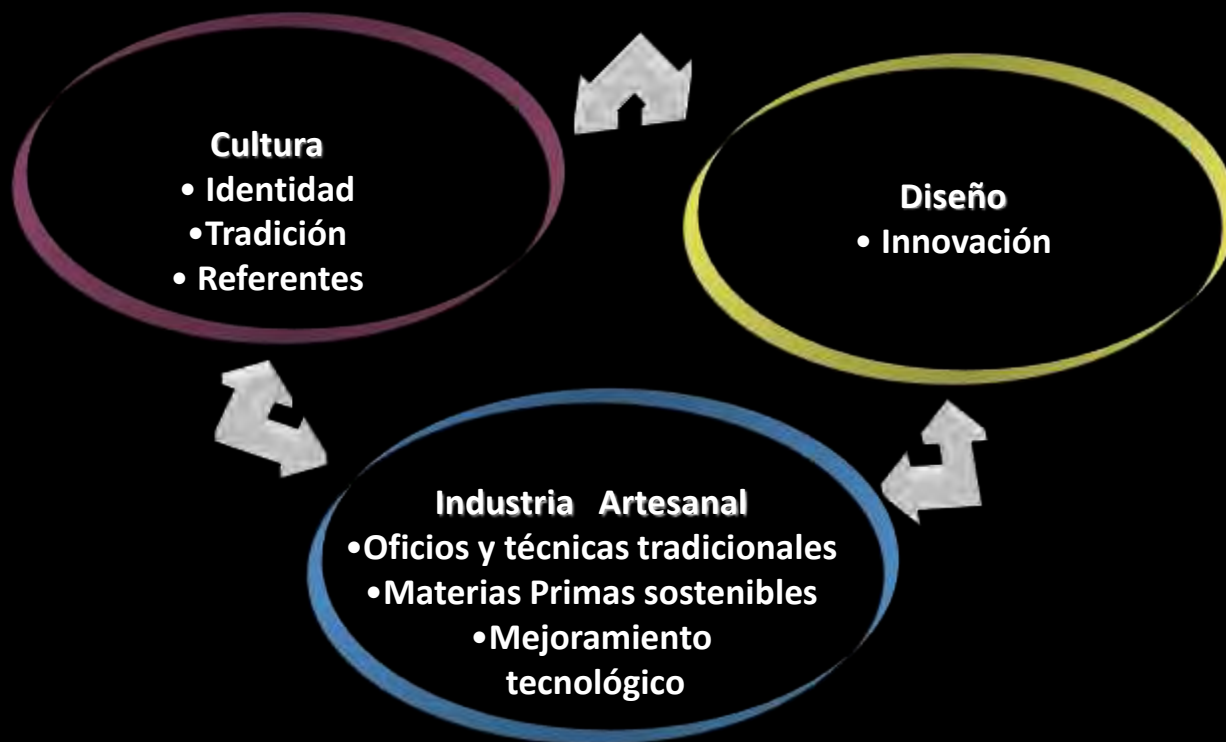 Cultura
• Identidad
•Tradición
• Referentes
Diseño
• Innovación
Industria Artesanal
•Oficios y técnicas tradicionales
•Materias Primas sostenibles
•Mejoramiento
tecnológico